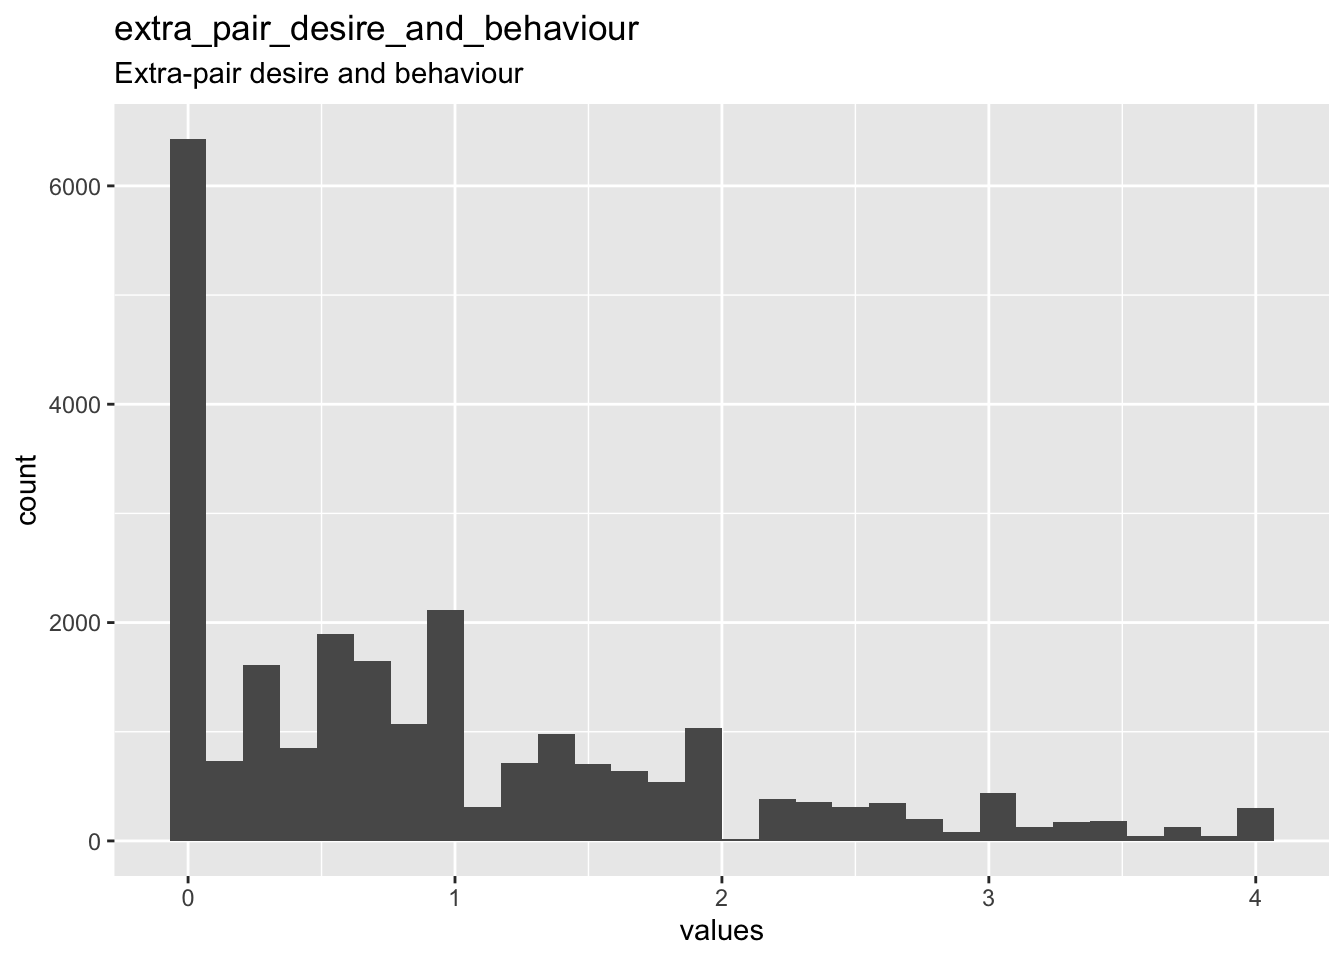 extra_pair_desire_and_behaviour
Extra-pair desire and behaviour
6000
4000
2000
0
count
0 1 2 3 4
values